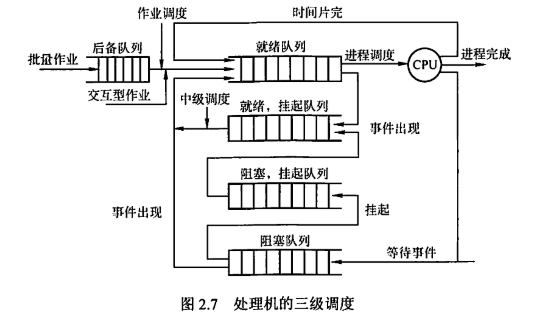 作业调度
时间片完
后备队列
就绪队列
批量作业
进程调度
CPU
进程完成
交互型作业
中级调度
就绪，挂起队列
事件出现
阻塞，挂起队列
事件出现
挂起
阻塞队列
等待事件
图 2.7 处理机的三级调度